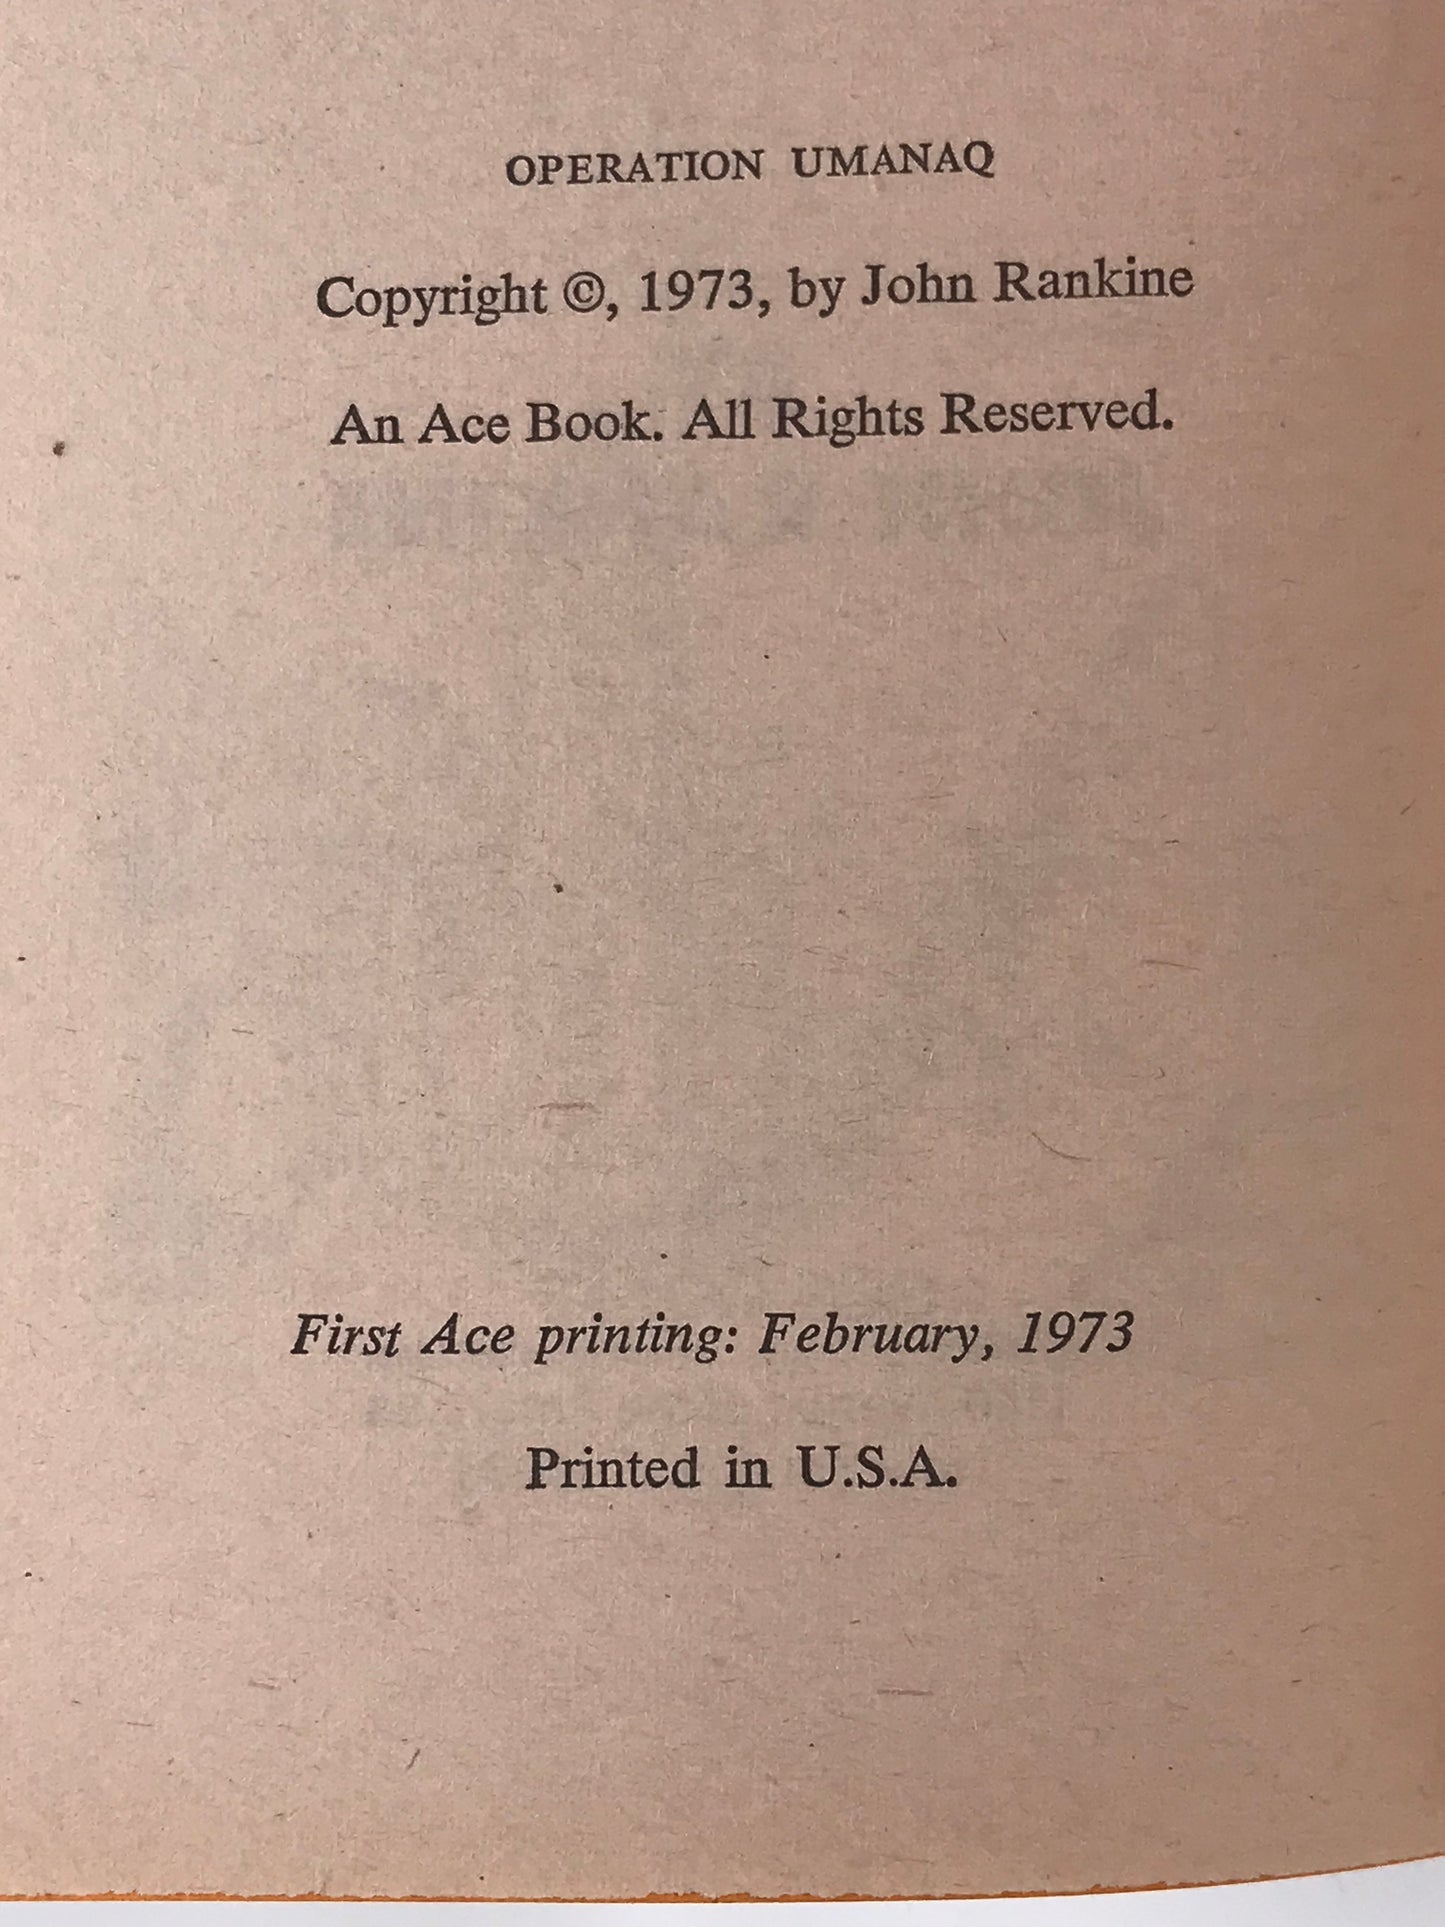 OPERATION UMANAQ
Copyright ©, 1973, by John Rankine
An Ace Book. All Rights Reserved.
First Ace printing: February, 1973
Printed in U.S.A.